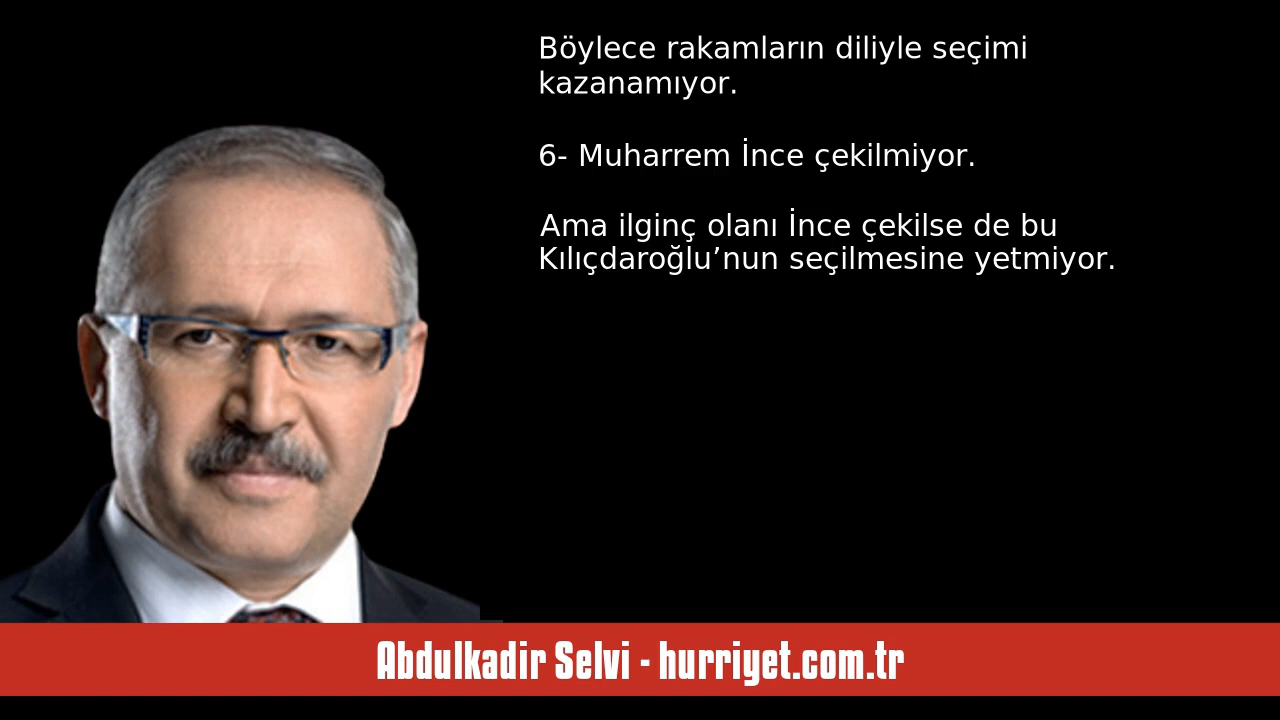 Böylece rakamların diliyle seçimi
kazanamıyor.
6- Muharrem İnce çekilmiyor.
Ama ilginç olanı İnce çekilse de bu
Kılıçdaroğlu’nun seçilmesine yetmiyor.
Abdulkadir Selvi - hurriyet.com.tr